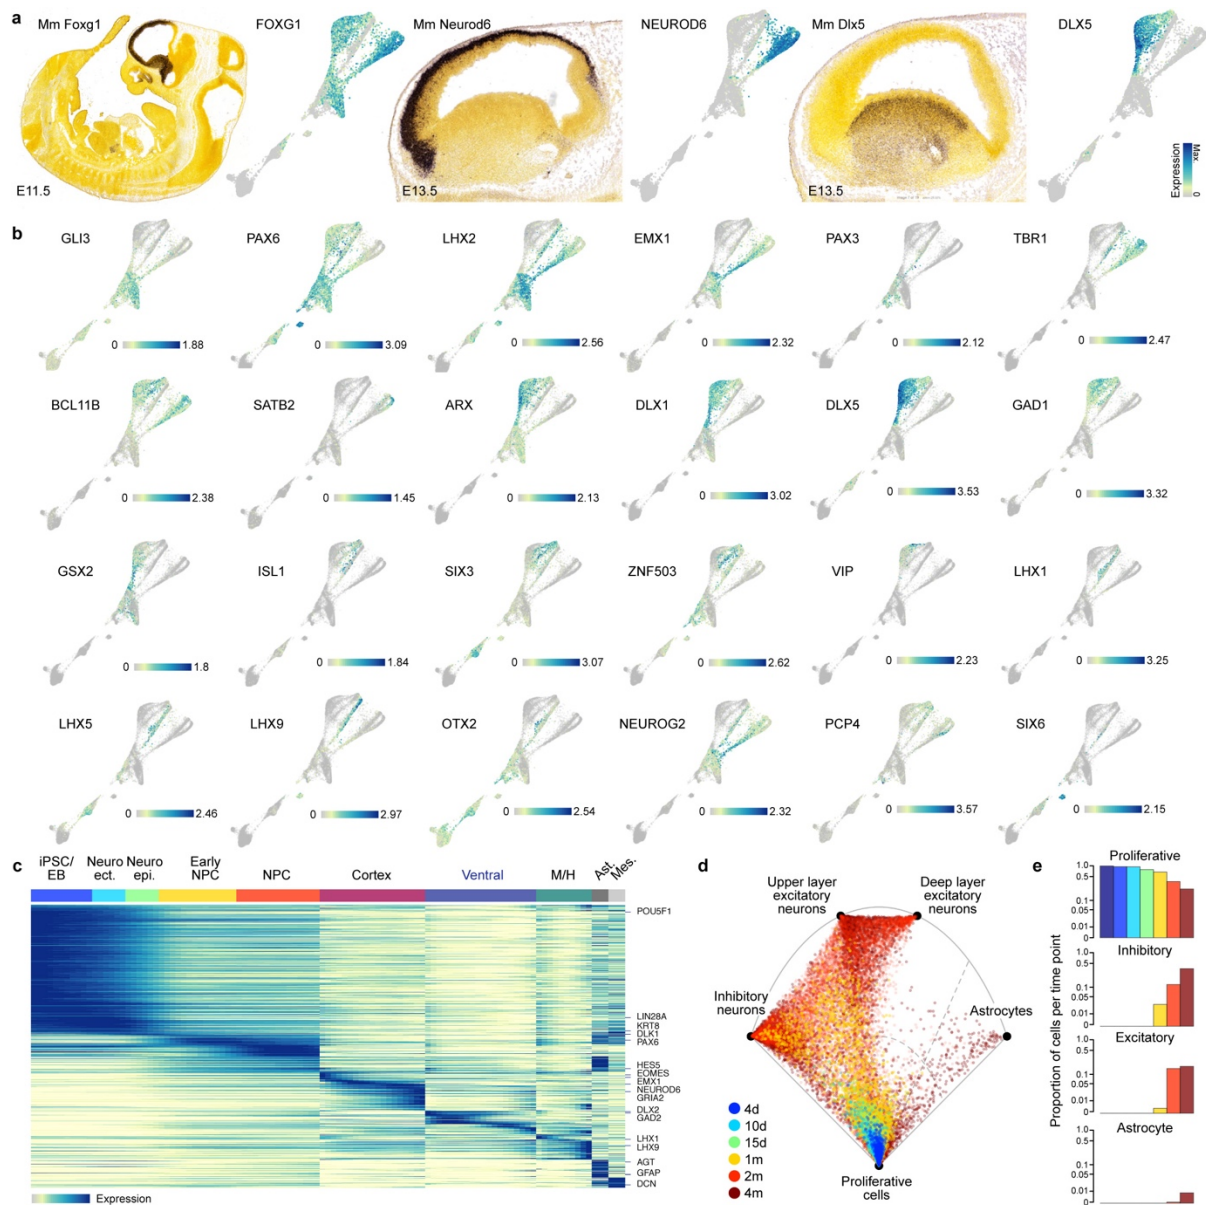 a
Mm Foxg1
FOXG1
Mm Neurod6
NEUROD6
Mm Dlx5
DLX5
E11.5
E13.5
E13.5
Expression
0
Max
b
GLI3
PAX6
LHX2
EMX1
PAX3
TBR1
0 1.88
0 3.09
0 2.56
0 2.32
0 2.12
0 2.47
BCL11B
SATB2
ARX
DLX1
DLX5
GAD1
0 2.38
0 1.45
0 2.13
0 3.02
0 3.53
0 3.32
GSX2
ISL1
SIX3
ZNF503
VIP
LHX1
0 1.8
0 1.84
0 3.07
0 2.62
0 2.23
0 3.25
LHX5
LHX9
OTX2
NEUROG2
PCP4
SIX6
0 2.46
0 2.97
0 2.54
0 2.32
0 3.57
0 2.15
c
iPSC/
EB
Neuro
ect.
Neuro
epi.
Early
NPC
NPC
Cortex
Ventral
M/H
Ast.
Mes.
POU5F1
LIN28A
KRT8
DLK1
PAX6
HES5
EOMES
EMX1
NEUROD6
GRIA2
DLX2
GAD2
LHX1
LHX9
AGT
GFAP
DCN
Expression
d
Upper layer
excitatory
neurons
Deep layer
excitatory
neurons
Inhibitory
neurons
Astrocytes
4d
10d
15d
1m
2m
4m
Proliferative
cells
e
Proportion of cells per time point
Proliferative
1.0
0.5
0.1
0.05
0
Inhibitory
1.0
0.5
0.1
0.05
0
Excitatory
1.0
0.5
0.1
0.05
0
Astrocyte
1.0
0.5
0.1
0.01
0